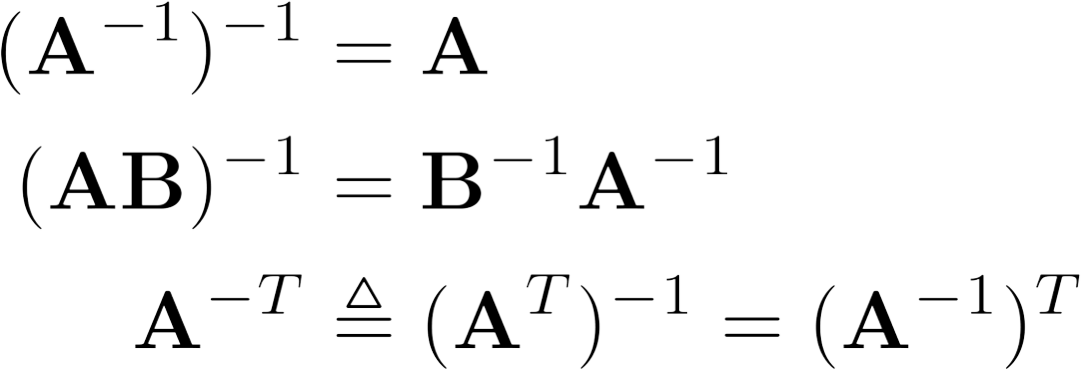 (𝐀⁻¹)⁻¹ = 𝐀
(𝐀𝐁)⁻¹ = 𝐁⁻¹𝐀⁻¹
𝐀⁻ᵀ ≜ (𝐀ᵀ)⁻¹ = (𝐀⁻¹)ᵀ